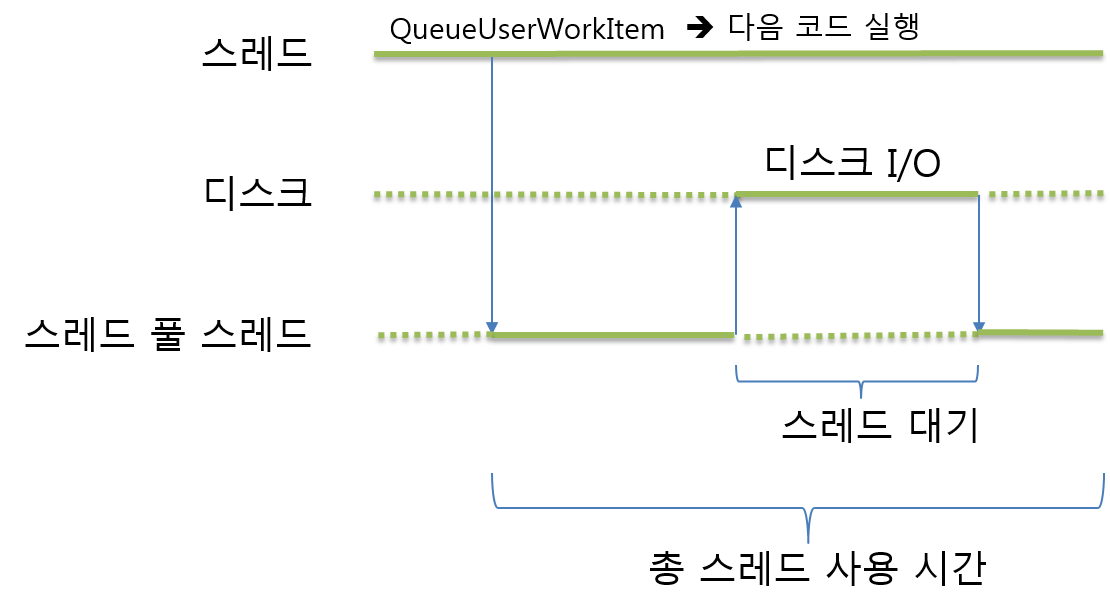 QueueUserWorkItem ➔ 다음 코드 실행
스레드
디스크 I/O
디스크
스레드 풀 스레드
스레드 대기
총 스레드 사용 시간